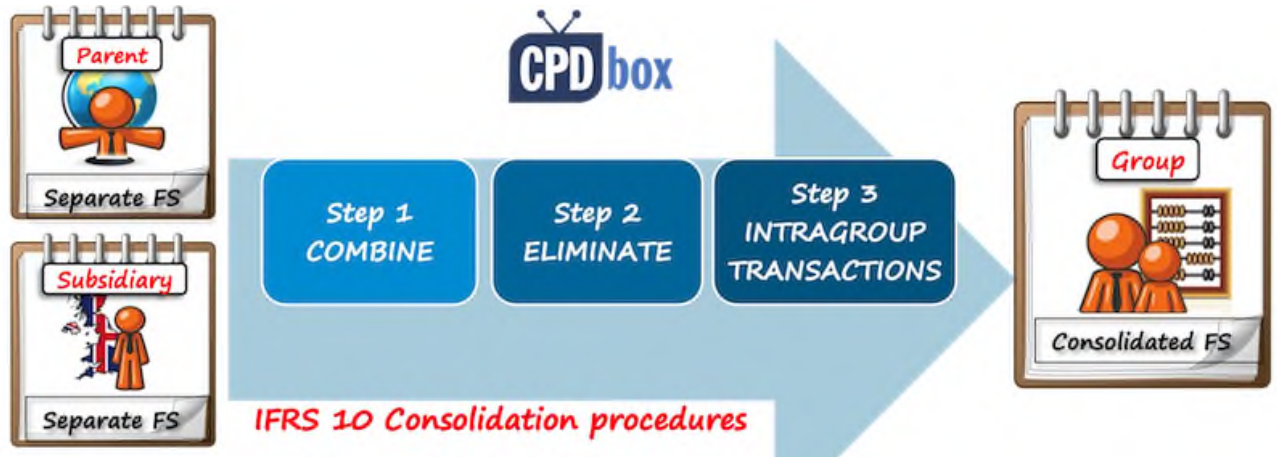 CPD box
Parent
Separate FS
Subsidiary
Separate FS
Step 1
COMBINE
Step 2
ELIMINATE
Step 3
INTRAGROUP
TRANSACTIONS
IFRS 10 Consolidation procedures
Group
Consolidated FS